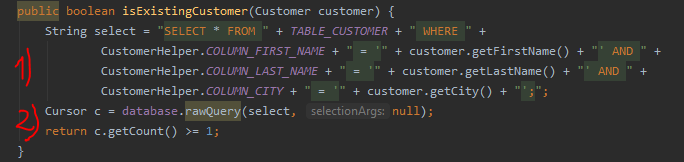 public boolean isExistingCustomer(Customer customer) {
String select = "SELECT * FROM " + TABLE_CUSTOMER + " WHERE " +
1) CustomerHelper.COLUMN_FIRST_NAME + " = '" + customer.getFirstName() + "' AND " +
CustomerHelper.COLUMN_LAST_NAME + " = '" + customer.getLastName() + "' AND " +
CustomerHelper.COLUMN_CITY + " = '" + customer.getCity() + "';";
2) Cursor c = database.rawQuery(select, selectionArgs: null);
return c.getCount() >= 1;
}